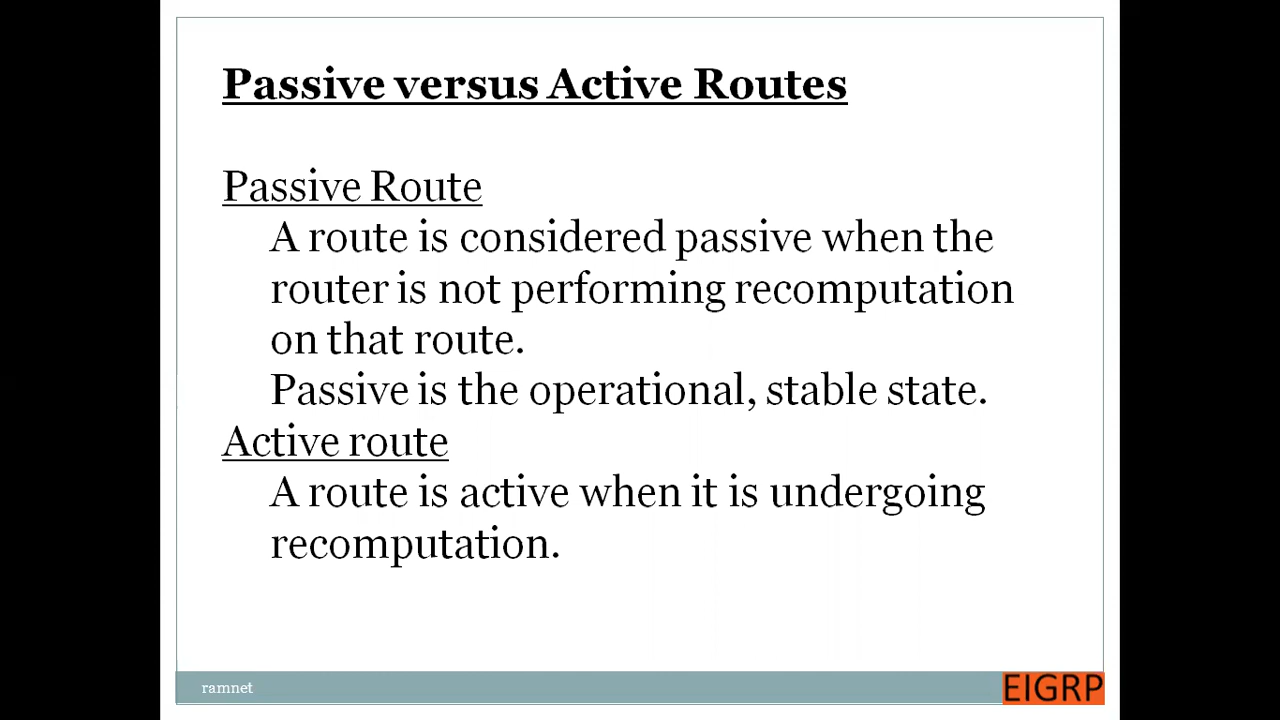 Passive versus Active Routes
Passive Route
A route is considered passive when the
router is not performing recomputation
on that route.
Passive is the operational, stable state.
Active route
A route is active when it is undergoing
recomputation.
ramnet
EIGRP